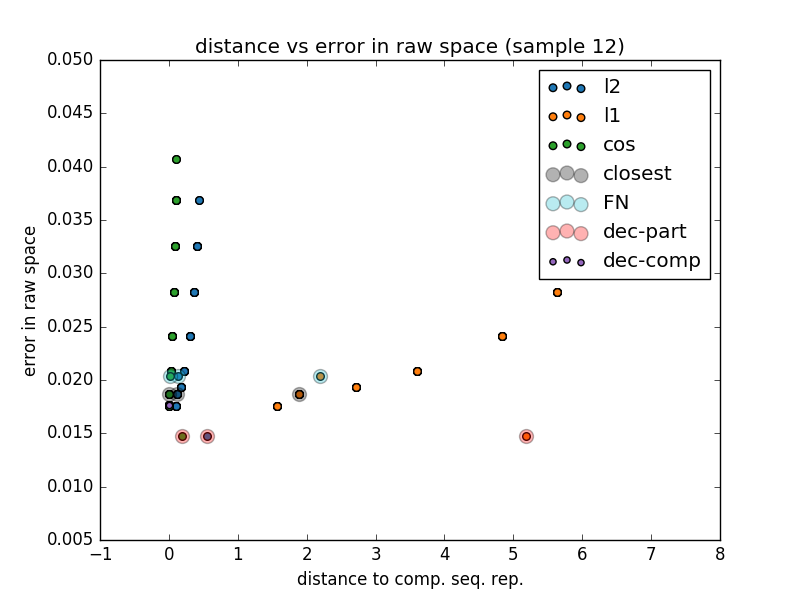 distance vs error in raw space (sample 12)
0.050
0.045
0.040
0.035
0.030
0.025
0.020
0.015
0.010
0.005
error in raw space
l2
l1
cos
closest
FN
dec-part
dec-comp
−1 0 1 2 3 4 5 6 7 8
distance to comp. seq. rep.